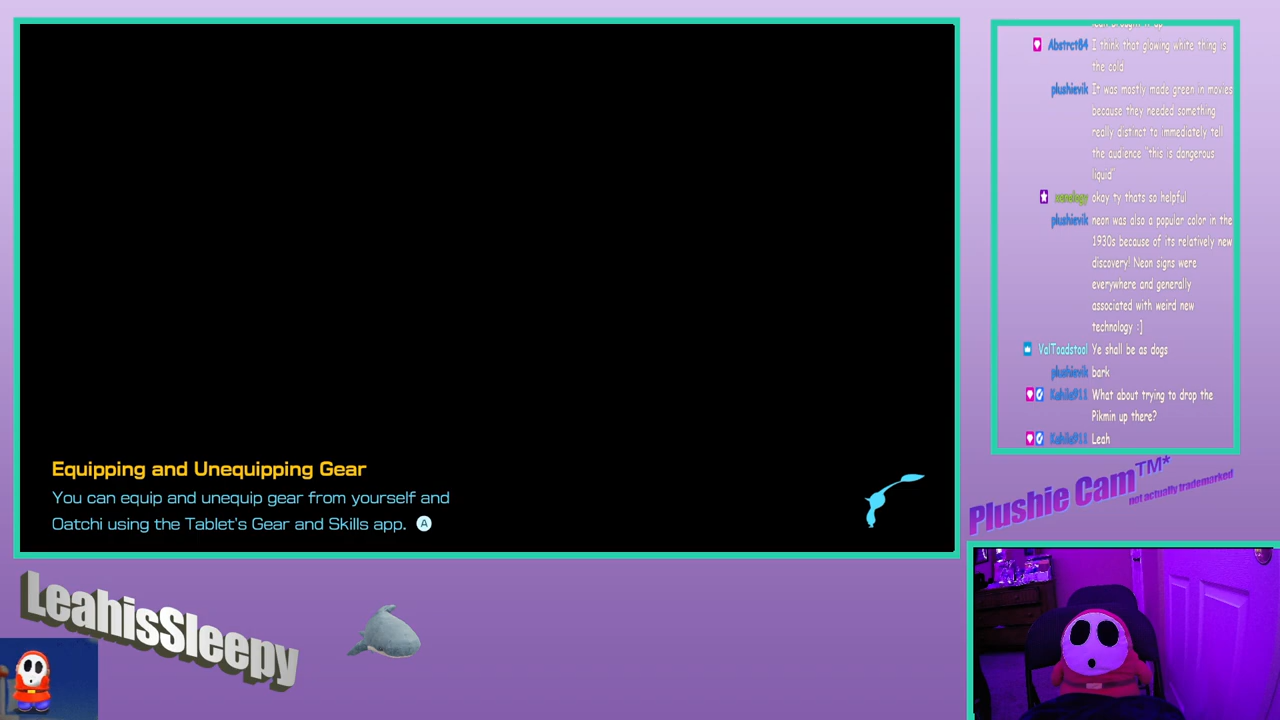 Abstrct84 I think that glowing white thing is
the cold
plushievik It was mostly made green in movies
because they needed something
really distinct to immediately tell
the audience "this is dangerous
liquid"
xenology okay ty thats so helpful
plushievik neon was also a popular color in the
1930s because of its relatively new
discovery! Neon signs were
everywhere and generally
associated with weird new
technology :]
ValToadstool Ye shall be as dogs
plushievik bark
Kahila911 What about trying to drop the
Pikmin up there?
Kahila911 Leah
Equipping and Unequipping Gear
You can equip and unequip gear from yourself and
Oatchi using the Tablet's Gear and Skills app. A
Plushie Cam™*
not actually trademarked
LeahisSleepy